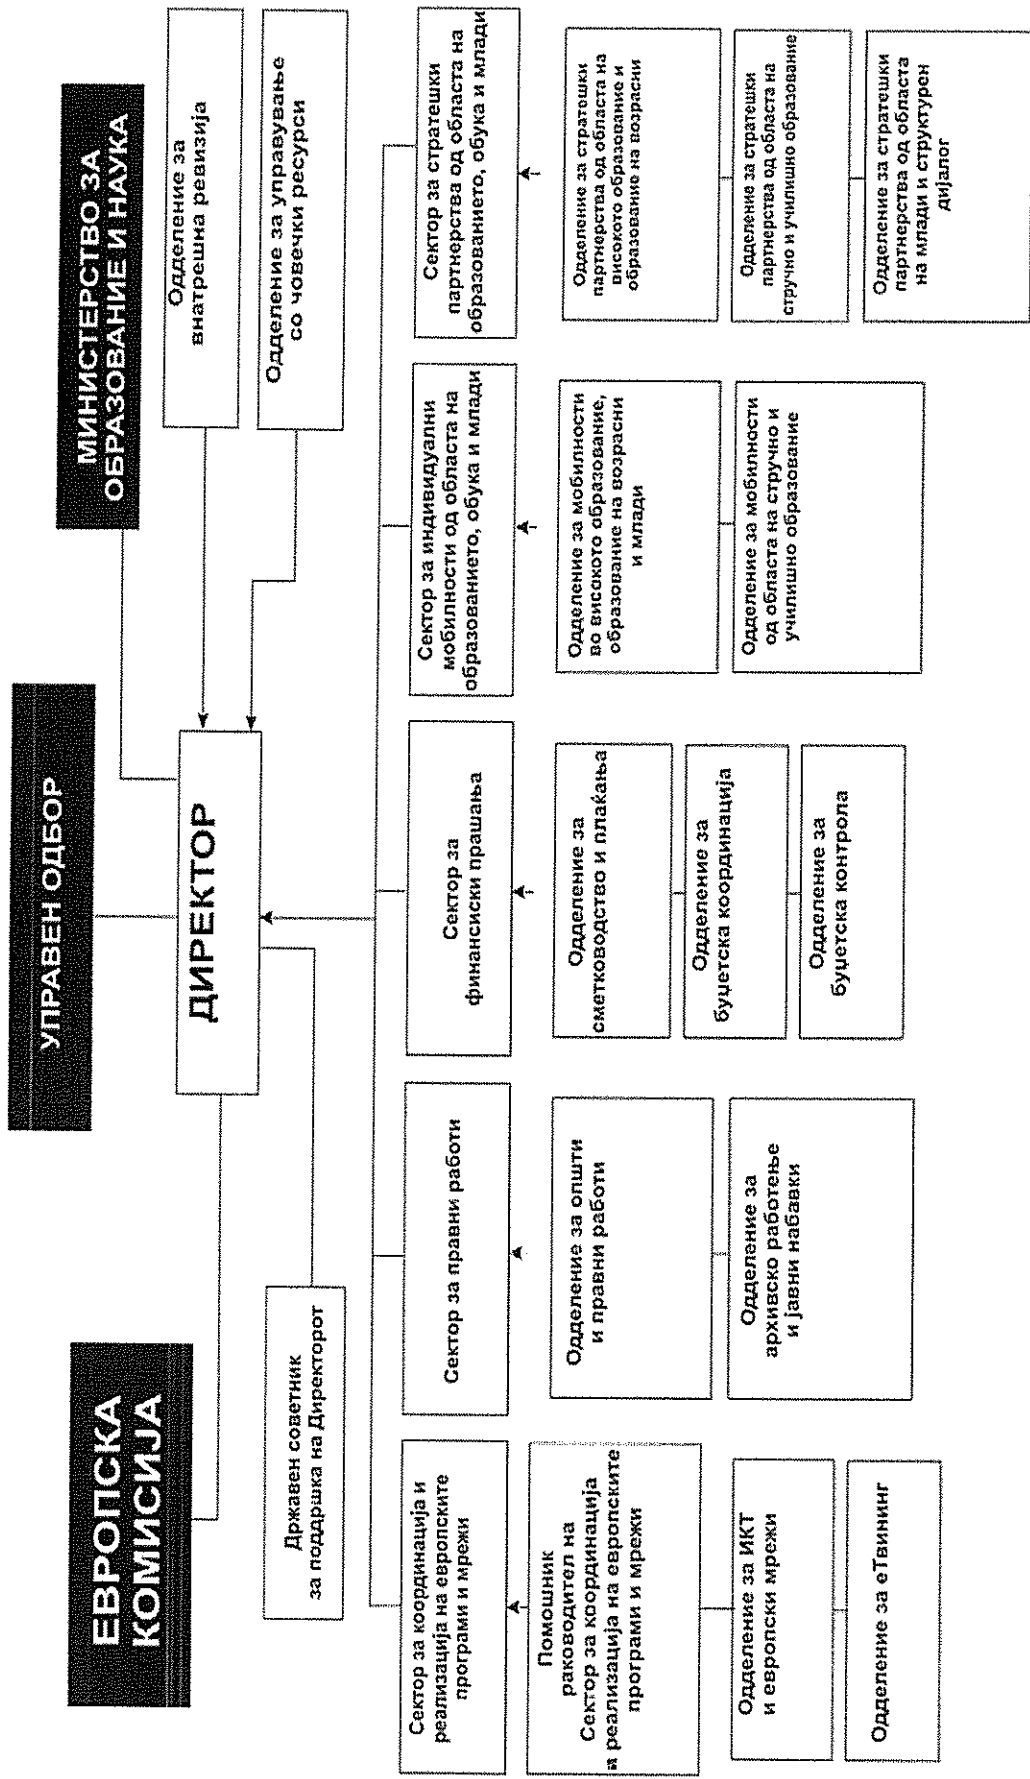 ЕВРОПСКА
КОМИСИЈА
УПРАВЕН ОДБОР
МИНИСТЕРСТВО ЗА
ОБРАЗОВАНИЕ И НАУКА
ДИРЕКТОР
Одделение за
внатрешна ревизија
Одделение за управување
со човечки ресурси
Државен советник
за поддршка на Директорот
Сектор за координација и
реализација на европските
програми и мрежи
Помошник
раководител на
Сектор за координација
и реализација на европските
програми и мрежи
Одделение за ИКТ
и европски мрежи
Одделение за еТвининг
Сектор за правни работи
Одделение за општи
и правни работи
Одделение за
архивско работење
и јавни набавки
Сектор за
финансиски прашања
Одделение за
сметководство и плаќања
Одделение за
буџетска координација
Одделение за
буџетска контрола
Сектор за индивидуални
мобилности од областа на
образованието, обука и млади
Одделение за мобилности
во високото образование,
образование на возрасни
и млади
Одделение за мобилности
од областа на стручно и
училишно образование
Сектор за стратешки
партнерства од областа на
образованието, обука и млади
Одделение за стратешки
партнерства од областа на
високото образование и
образование на возрасни
Одделение за стратешки
партнерства од областа на
стручно и училишно образование
Одделение за стратешки
партнерства од областа
на млади и структурен
дијалог